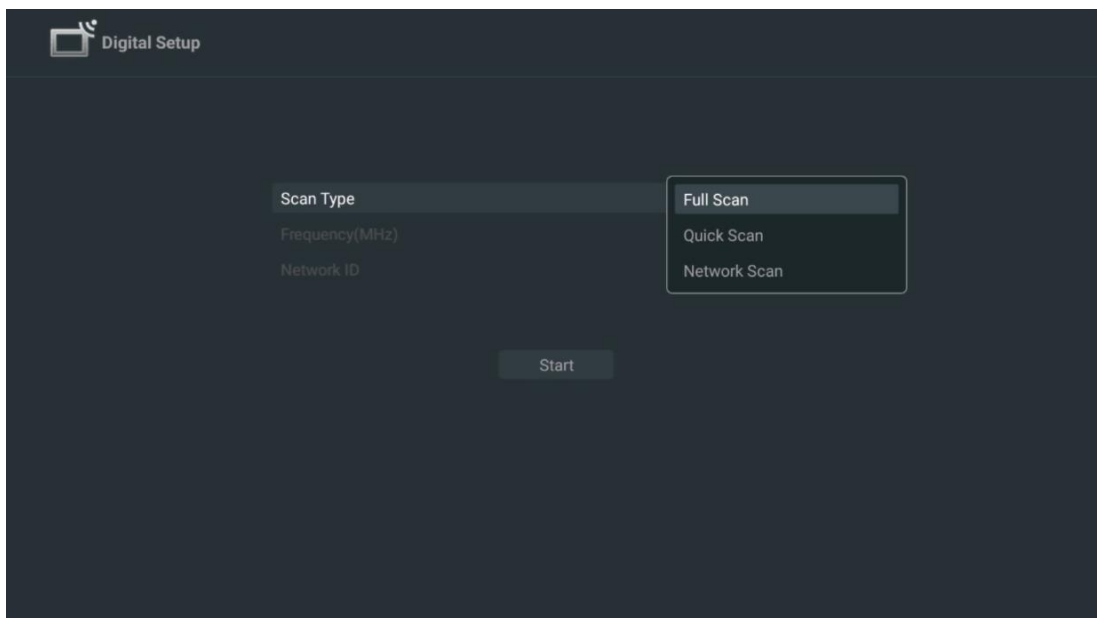 Digital Setup
Scan Type
Full Scan
Frequency(MHz)
Quick Scan
Network ID
Network Scan
Start